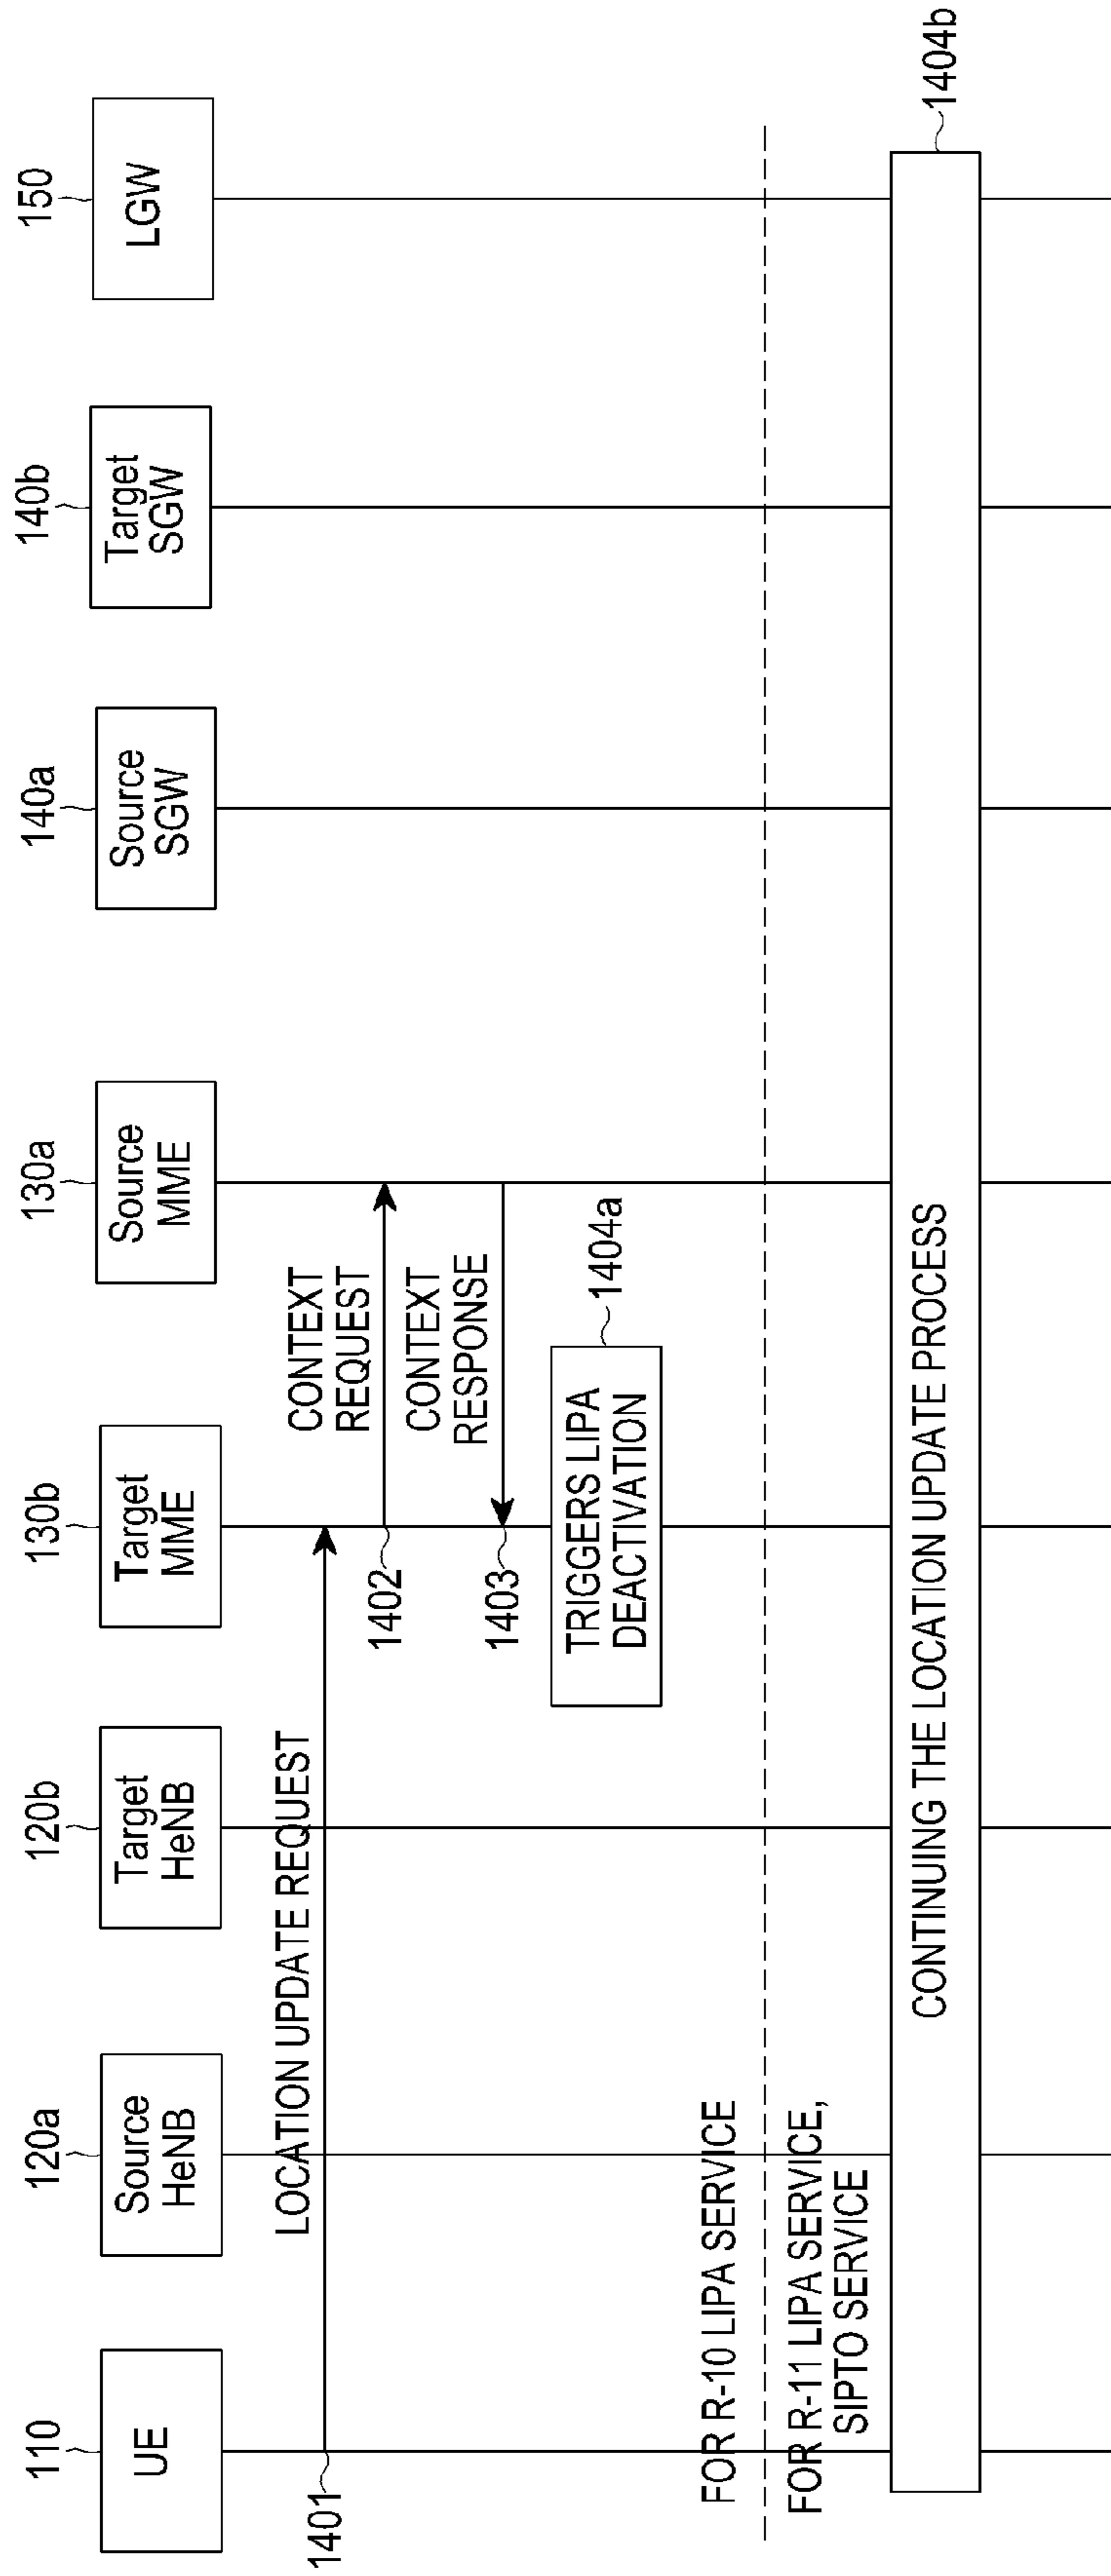 110
120a
120b
130b
130a
140a
140b
150
UE
Source
HeNB
Target
HeNB
Target
MME
Source
MME
Source
SGW
Target
SGW
LGW
LOCATION UPDATE REQUEST
1401
CONTEXT
REQUEST
1402
CONTEXT
RESPONSE
1403
TRIGGERS LIPA
DEACTIVATION
1404a
FOR R-10 LIPA SERVICE
FOR R-11 LIPA SERVICE,
SIPTO SERVICE
CONTINUING THE LOCATION UPDATE PROCESS
1404b